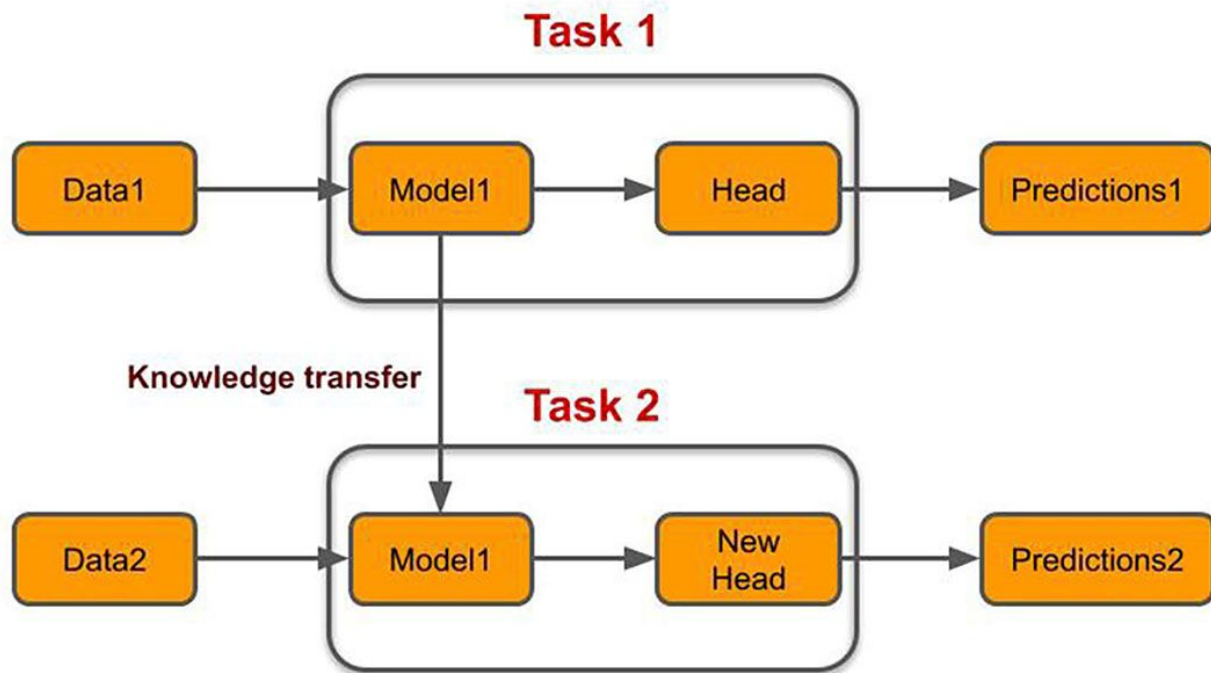 Task 1
Data1
Model1
Head
Predictions1
Knowledge transfer
Task 2
Data2
Model1
New
Head
Predictions2